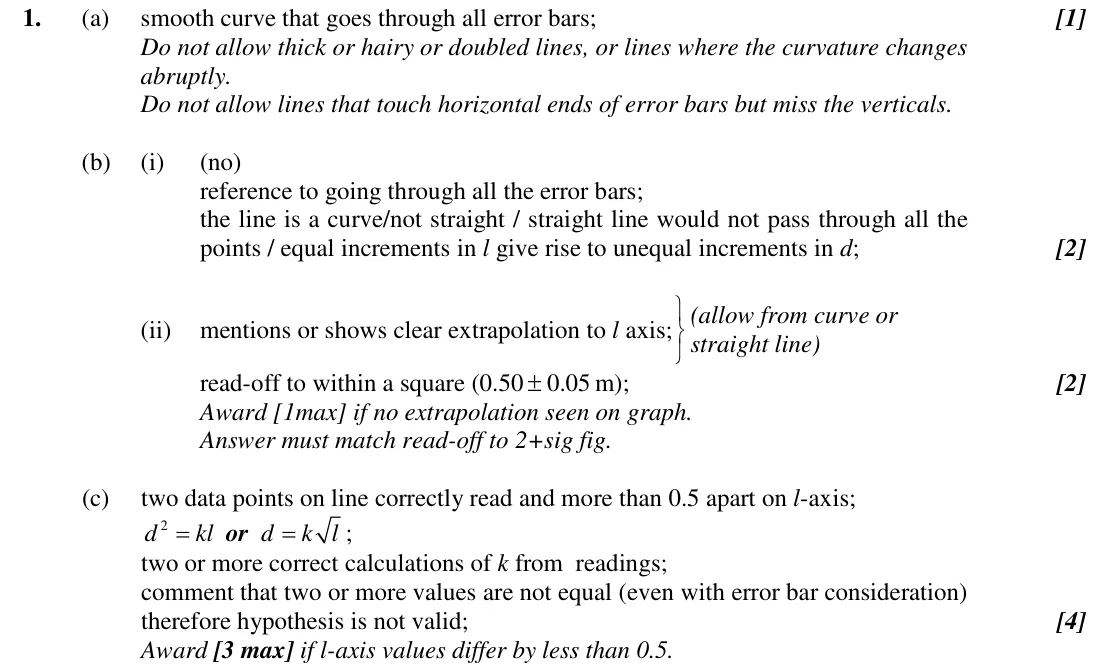 1. (a) smooth curve that goes through all error bars; [1]
Do not allow thick or hairy or doubled lines, or lines where the curvature changes
abruptly.
Do not allow lines that touch horizontal ends of error bars but miss the verticals.
(b) (i) (no)
reference to going through all the error bars;
the line is a curve/not straight / straight line would not pass through all the
points / equal increments in l give rise to unequal increments in d; [2]
(ii) mentions or shows clear extrapolation to l axis; } (allow from curve or
straight line)
read-off to within a square (0.50 ± 0.05 m); [2]
Award [1max] if no extrapolation seen on graph.
Answer must match read-off to 2+sig fig.
(c) two data points on line correctly read and more than 0.5 apart on l-axis;
d² = kl or d = k√l ;
two or more correct calculations of k from readings;
comment that two or more values are not equal (even with error bar consideration)
therefore hypothesis is not valid; [4]
Award [3 max] if l-axis values differ by less than 0.5.